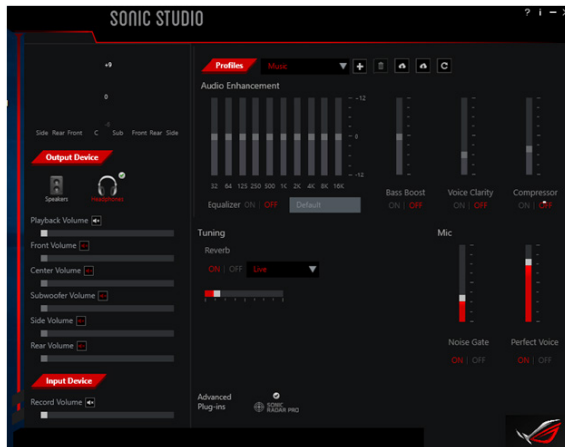 SONIC STUDIO
? i
+9
0
Side Rear Front C Sub Front Rear Side
Output Device
Speakers
Headphones
Playback Volume
Front Volume
Center Volume
Subwoofer Volume
Side Volume
Rear Volume
Input Device
Record Volume
Profiles Music
Audio Enhancement
+12
0
-12
32 64 125 250 500 1K 2K 4K 8K 16K
Equalizer ON | OFF Default
Bass Boost
ON | OFF
Voice Clarity
ON | OFF
Compressor
ON | OFF
Tuning
Reverb
ON | OFF Live
Mic
Noise Gate
ON | OFF
Perfect Voice
ON | OFF
Advanced
Plug-ins
SONIC
RADAR PRO